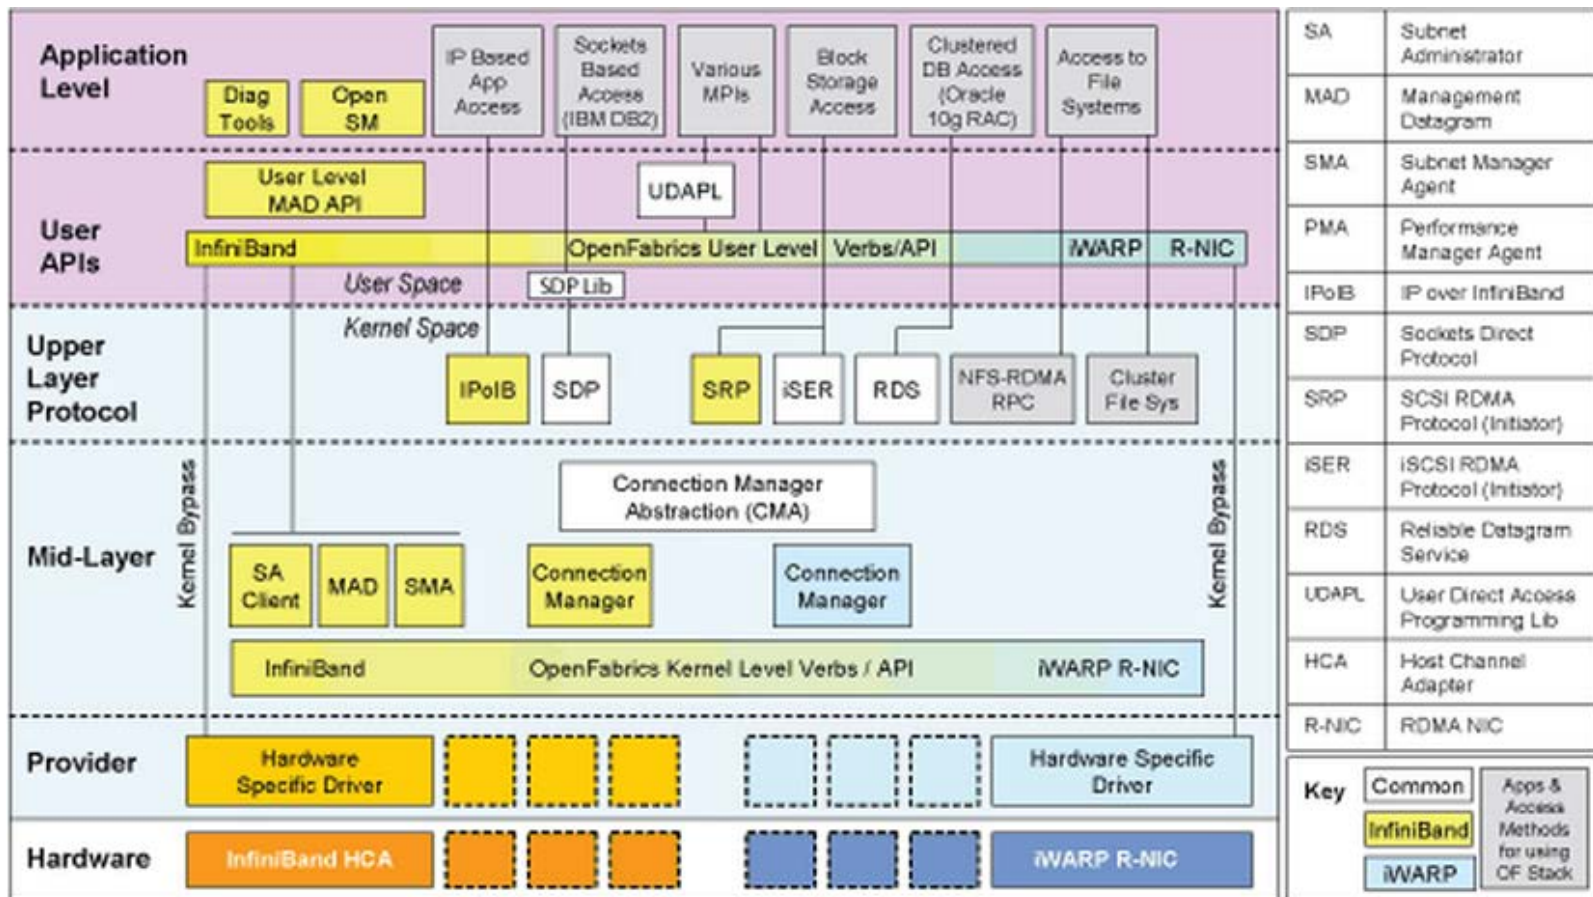 Application
Level
Diag
Tools
Open
SM
IP Based
App
Access
Sockets
Based
Access
(IBM DB2)
Various
MPIs
Block
Storage
Access
Clustered
DB Access
(Oracle
10g RAC)
Access to
File
Systems
User
APIs
User Level
MAD API
UDAPL
InfiniBand OpenFabrics User Level Verbs/API iWARP R-NIC
User Space
SDP Lib
Kernel Space
Upper
Layer
Protocol
IPoIB
SDP
SRP
iSER
RDS
NFS-RDMA
RPC
Cluster
File Sys
Mid-Layer
Kernel Bypass
Connection Manager
Abstraction (CMA)
SA
Client
MAD
SMA
Connection
Manager
Connection
Manager
Kernel Bypass
InfiniBand OpenFabrics Kernel Level Verbs / API iWARP R-NIC
Provider
Hardware
Specific Driver
Hardware Specific
Driver
Hardware
InfiniBand HCA
iWARP R-NIC
SA Subnet
Administrator
MAD Management
Datagram
SMA Subnet Manager
Agent
PMA Performance
Manager Agent
IPoIB IP over InfiniBand
SDP Sockets Direct
Protocol
SRP SCSI RDMA
Protocol (Initiator)
iSER iSCSI RDMA
Protocol (Initiator)
RDS Reliable Datagram
Service
UDAPL User Direct Access
Programming Lib
HCA Host Channel
Adapter
R-NIC RDMA NIC
Key
Common
InfiniBand
iWARP
Apps &
Access
Methods
for using
OF Stack